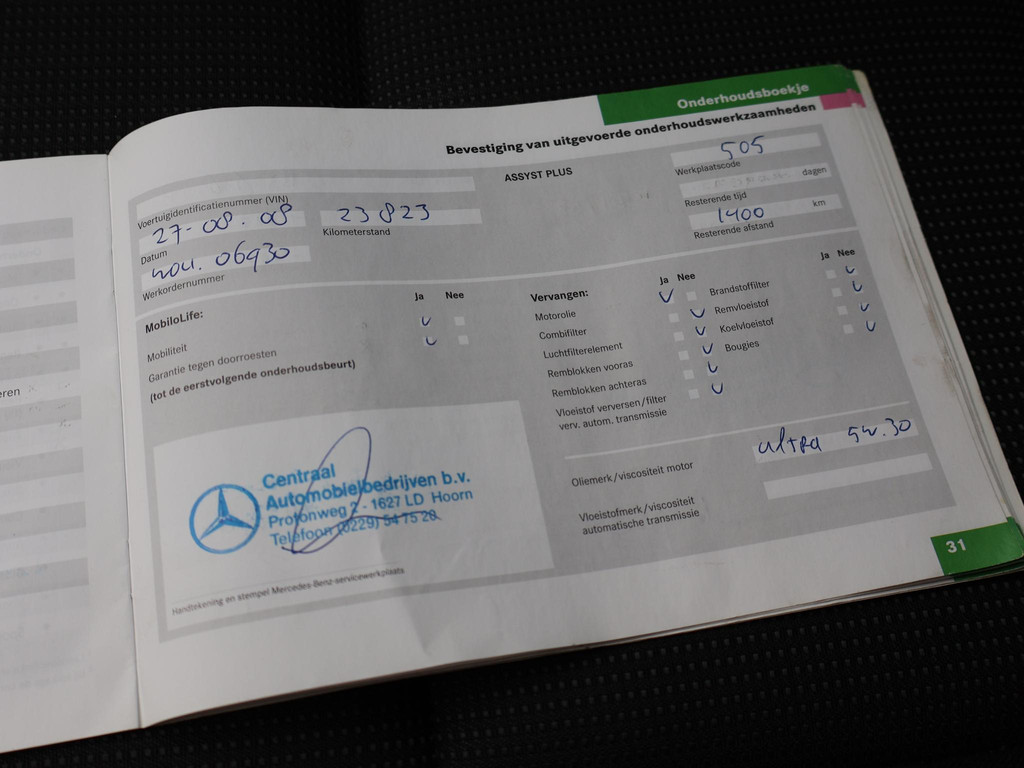 Onderhoudsboekje
Bevestiging van uitgevoerde onderhoudswerkzaamheden
ASSYST PLUS
505
Werkplaatscode
dagen
Resterende tijd
1400 km
Resterende afstand
Voertuigidentificatienummer (VIN)
27-08.08
Datum
23823
Kilometerstand
06930
Werkordernummer
Ja Nee
MobiloLife:
Mobiliteit
Garantie tegen doorroesten
(tot de eerstvolgende onderhoudsbeurt)
Ja Nee
Vervangen:
Motorolie
Combifilter
Luchtfilterelement
Remblokken vooras
Remblokken achteras
Vloeistof verversen/filter
verv. autom. transmissie
Ja Nee
Brandstoffilter
Remvloeistof
Koelvloeistof
Bougies
Oliemerk/viscositeit motor
ultra 5w.30
Vloeistofmerk/viscositeit
automatische transmissie
Centraal
Automobielbedrijven b.v.
Protonweg 2 - 1627 LD Hoorn
Telefoon (0229) 54 75 28
Handtekening en stempel Mercedes-Benz-servicewerkplaats
31
eren